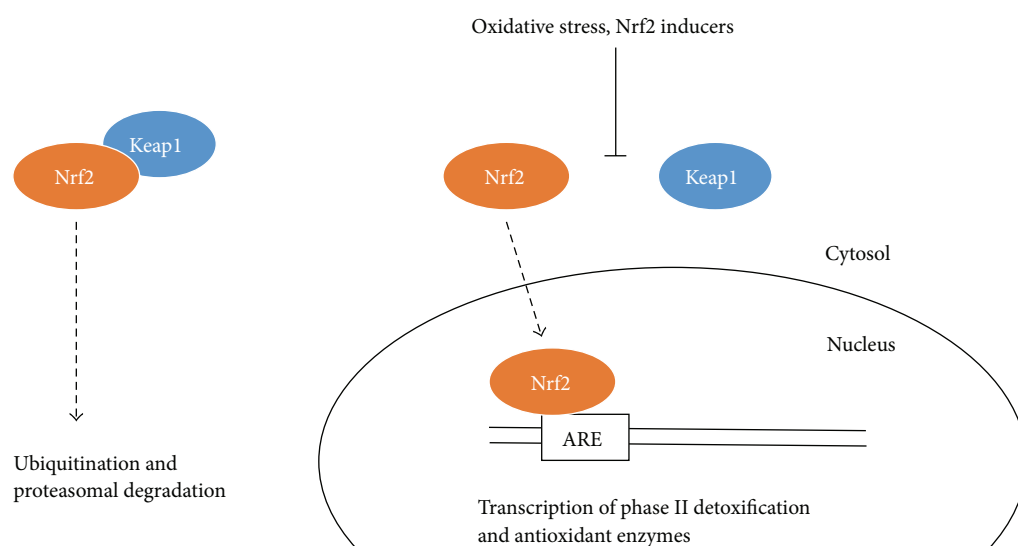 Oxidative stress, Nrf2 inducers
Keap1
Nrf2
Nrf2
Keap1
Cytosol
Nucleus
Nrf2
ARE
Ubiquitination and
proteasomal degradation
Transcription of phase II detoxification
and antioxidant enzymes